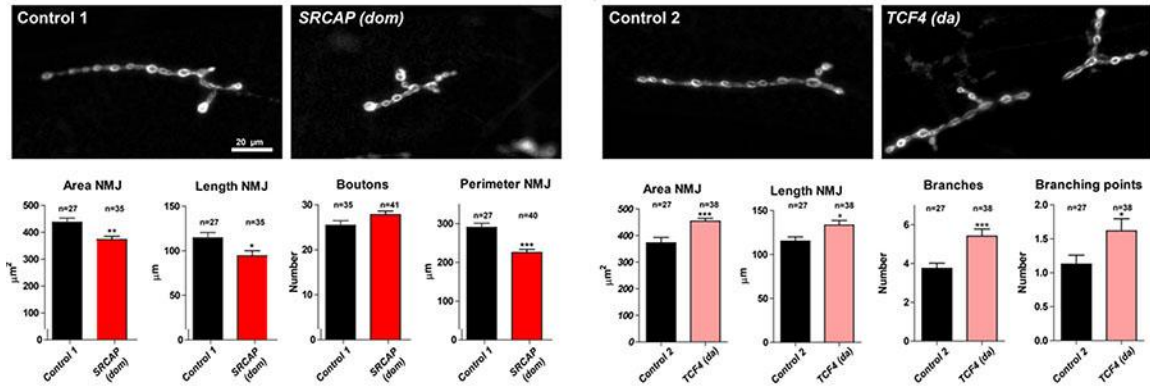 Control 1
SRCAP (dom)
Control 2
TCF4 (da)
20 µm
Area NMJ
n=27 n=35
**
µm²
500
400
300
200
100
0
Control 1
SRCAP (dom)
Length NMJ
n=27 n=35
*
µm
150
100
50
0
Control 1
SRCAP (dom)
Boutons
n=35 n=41
Number
30
20
10
0
Control 1
SRCAP (dom)
Perimeter NMJ
n=27 n=40
***
µm
300
200
100
0
Control 1
SRCAP (dom)
Area NMJ
n=27 n=38
***
µm²
500
400
300
200
100
0
Control 2
TCF4 (da)
Length NMJ
n=27 n=38
*
µm
150
100
50
0
Control 2
TCF4 (da)
Branches
n=27 n=38
***
Number
6
4
2
0
Control 2
TCF4 (da)
Branching points
n=27 n=38
*
Number
2.0
1.5
1.0
0.5
0.0
Control 2
TCF4 (da)